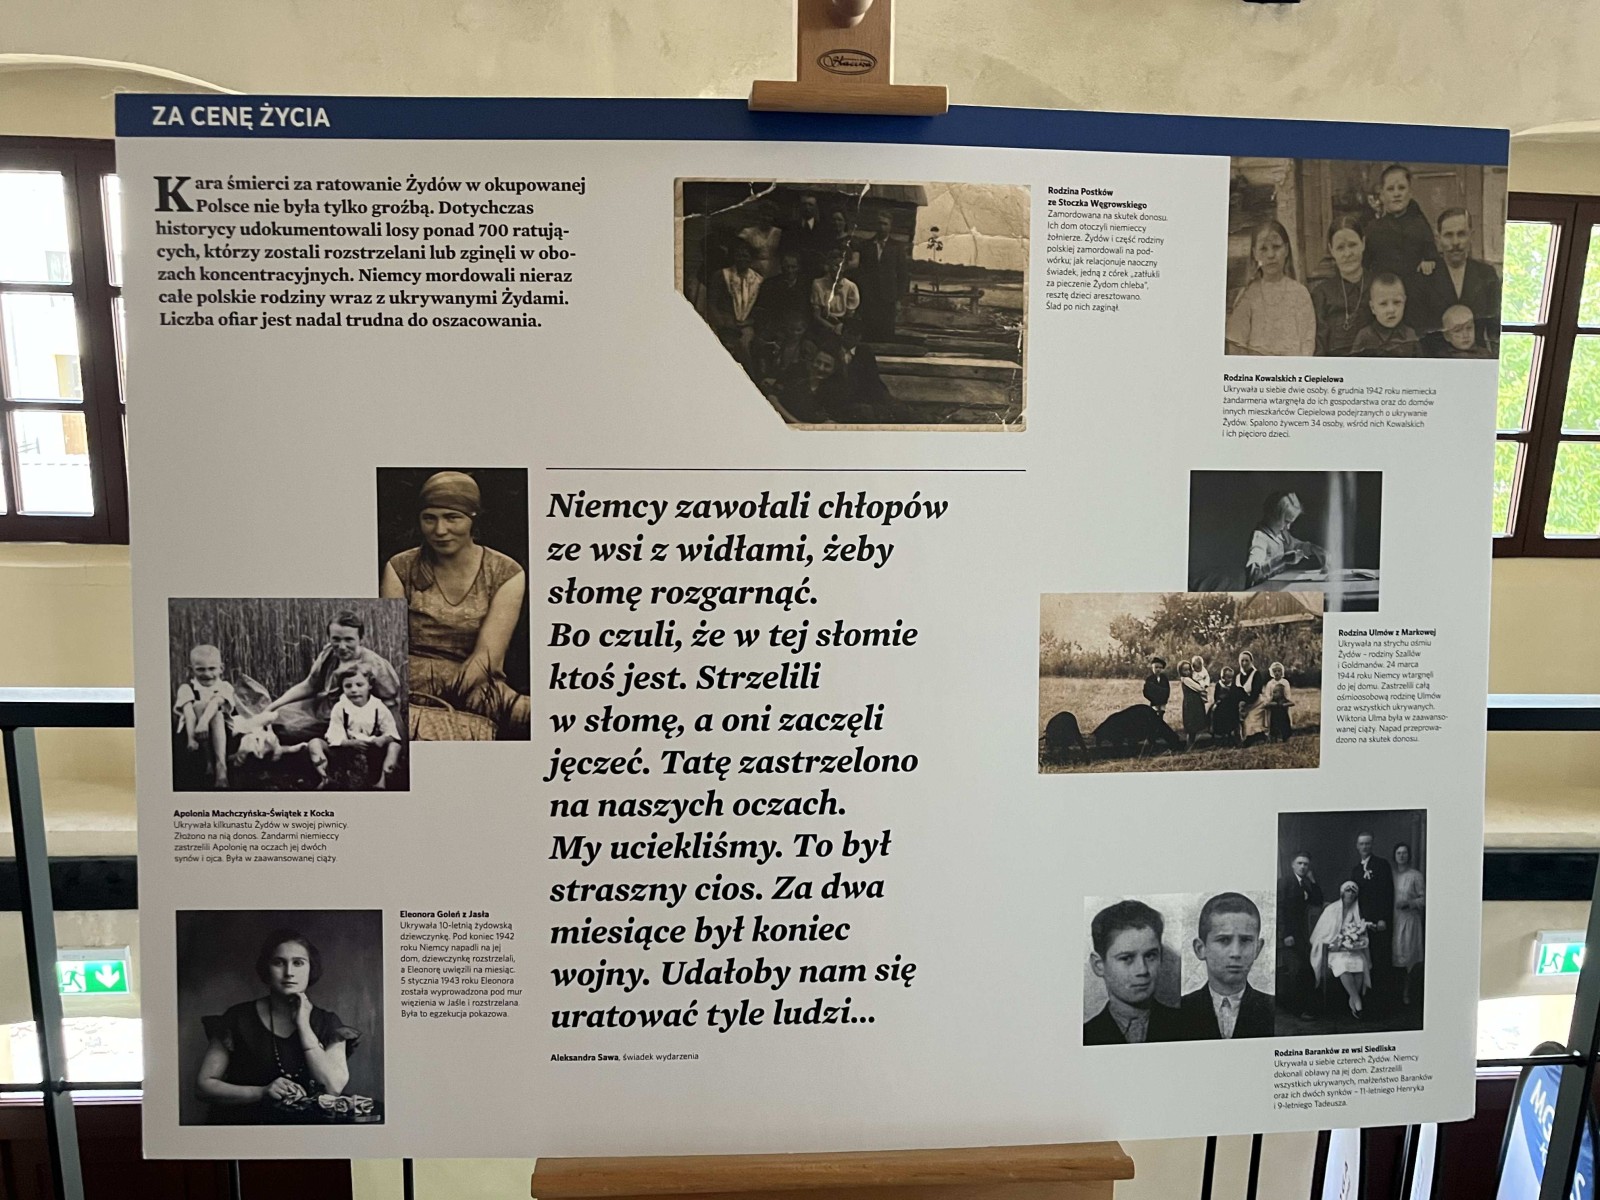 ZA CENĘ ŻYCIA
Kara śmierci za ratowanie Żydów w okupowanej
Polsce nie była tylko groźbą. Dotychczas
historycy udokumentowali losy ponad 700 ratują-
cych, którzy zostali rozstrzelani lub zginęli w obo-
zach koncentracyjnych. Niemcy mordowali nieraz
całe polskie rodziny wraz z ukrywanymi Żydami.
Liczba ofiar jest nadal trudna do oszacowania.
Rodzina Postków
ze Stoczka Węgrowskiego
Zamordowana na skutek donosu.
Ich dom otoczyli niemieccy
żołnierze. Żydów i część rodziny
polskiej zamordowali na pod-
wórku; jak relacjonuje naoczny
świadek, jedną z córek „zatłukli
za pieczenie Żydom chleba”,
resztę dzieci aresztowano.
Ślad po nich zaginął.
Rodzina Kowalskich z Ciepielowa
Ukrywała u siebie dwie osoby. 6 grudnia 1942 roku niemiecka
żandarmeria wtargnęła do ich gospodarstwa oraz do domów
innych mieszkańców Ciepielowa podejrzanych o ukrywanie
Żydów. Spalono żywcem 34 osoby, wśród nich Kowalskich
i ich pięcioro dzieci.
Niemcy zawołali chłopów
ze wsi z widłami, żeby
słomę rozgarnąć.
Bo czuli, że w tej słomie
ktoś jest. Strzelili
w słomę, a oni zaczęli
jęczeć. Tatę zastrzelono
na naszych oczach.
My uciekliśmy. To był
straszny cios. Za dwa
miesiące był koniec
wojny. Udałoby nam się
uratować tyle ludzi...
Aleksandra Sawa, świadek wydarzenia
Rodzina Ulmów z Markowej
Ukrywała na strychu ośmiu
Żydów – rodziny Szallów
i Goldmanów. 24 marca
1944 roku Niemcy wtargnęli
do jej domu. Zastrzelili całą
ośmioosobową rodzinę Ulmów
oraz wszystkich ukrywanych.
Wiktoria Ulma była w zaawanso-
wanej ciąży. Napad przeprowa-
dzono na skutek donosu.
Apolonia Machczyńska-Świątek z Kocka
Ukrywała kilkunastu Żydów w swojej piwnicy.
Złożono na nią donos. Żandarmi niemieccy
zastrzelili Apolonię na oczach jej dwóch
synów i ojca. Była w zaawansowanej ciąży.
Eleonora Goleń z Jasła
Ukrywała 10-letnią żydowską
dziewczynkę. Pod koniec 1942
roku Niemcy napadli na jej
dom, dziewczynkę rozstrzelali,
a Eleonorę uwięzili na miesiąc.
5 stycznia 1943 roku Eleonora
została wyprowadzona pod mur
więzienia w Jaśle i rozstrzelana.
Była to egzekucja pokazowa.
Rodzina Baranków ze wsi Siedliska
Ukrywała u siebie czterech Żydów. Niemcy
dokonali obławy na jej dom. Zastrzelili
wszystkich ukrywanych, małżeństwo Baranków
oraz ich dwóch synków – 11-letniego Henryka
i 9-letniego Tadeusza.